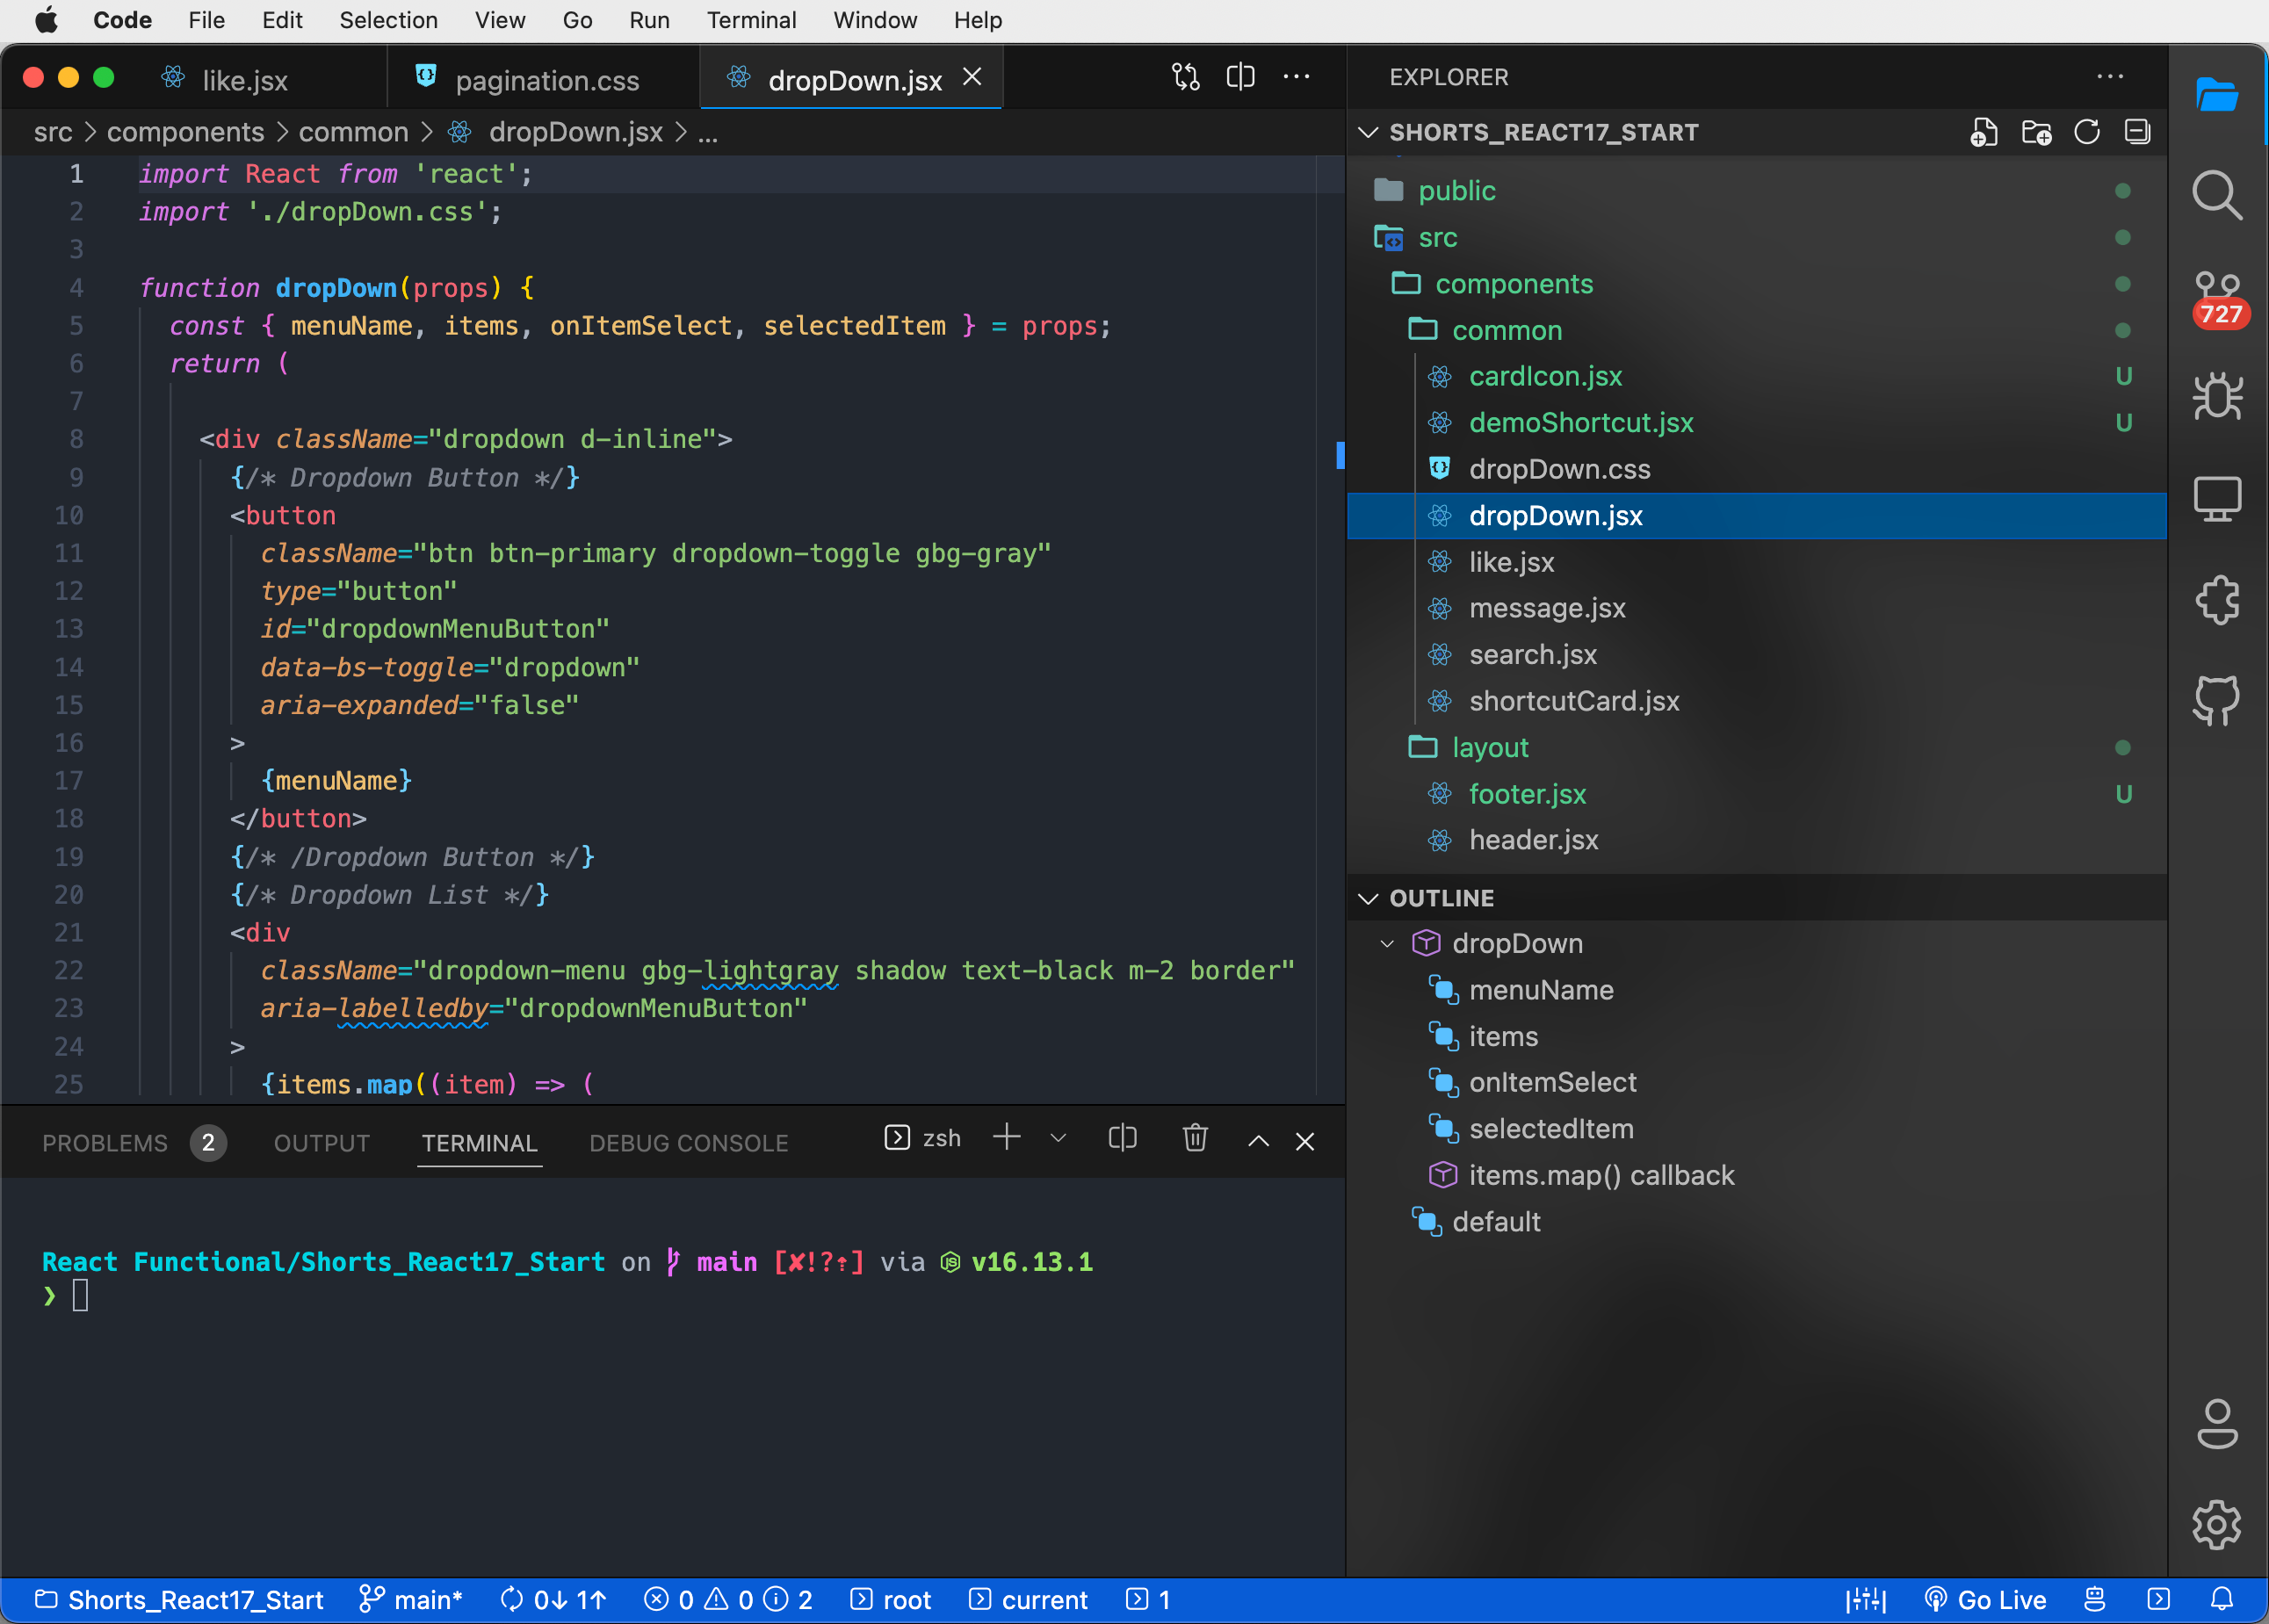 Code File Edit Selection View Go Run Terminal Window Help
like.jsx pagination.css dropDown.jsx
src > components > common > dropDown.jsx > ...
1 import React from 'react';
2 import './dropDown.css';
3
4 function dropDown(props) {
5 const { menuName, items, onItemSelect, selectedItem } = props;
6 return (
7
8 <div className="dropdown d-inline">
9 {/* Dropdown Button */}
10 <button
11 className="btn btn-primary dropdown-toggle gbg-gray"
12 type="button"
13 id="dropdownMenuButton"
14 data-bs-toggle="dropdown"
15 aria-expanded="false"
16 >
17 {menuName}
18 </button>
19 {/* /Dropdown Button */}
20 {/* Dropdown List */}
21 <div
22 className="dropdown-menu gbg-lightgray shadow text-black m-2 border"
23 aria-labelledby="dropdownMenuButton"
24 >
25 {items.map((item) => (
PROBLEMS 2 OUTPUT TERMINAL DEBUG CONSOLE zsh
React Functional/Shorts_React17_Start on main [✘!?⇡] via v16.13.1
❯
EXPLORER
SHORTS_REACT17_START
public
src
components
common
cardIcon.jsx U
demoShortcut.jsx U
dropDown.css
dropDown.jsx
like.jsx
message.jsx
search.jsx
shortcutCard.jsx
layout
footer.jsx U
header.jsx
OUTLINE
dropDown
menuName
items
onItemSelect
selectedItem
items.map() callback
default
727
Shorts_React17_Start main* 0↓ 1↑ 0 0 2 root current 1 Go Live